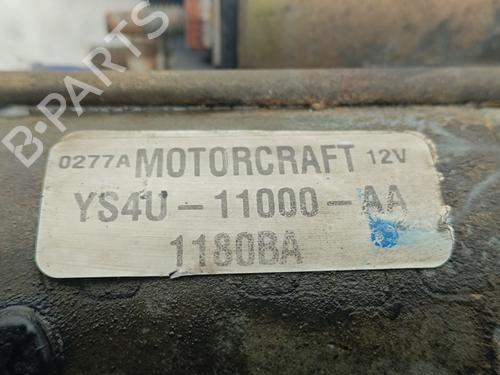 B-PARTS
0277A MOTORCRAFT 12V
YS4U-11000-AA
1180BA